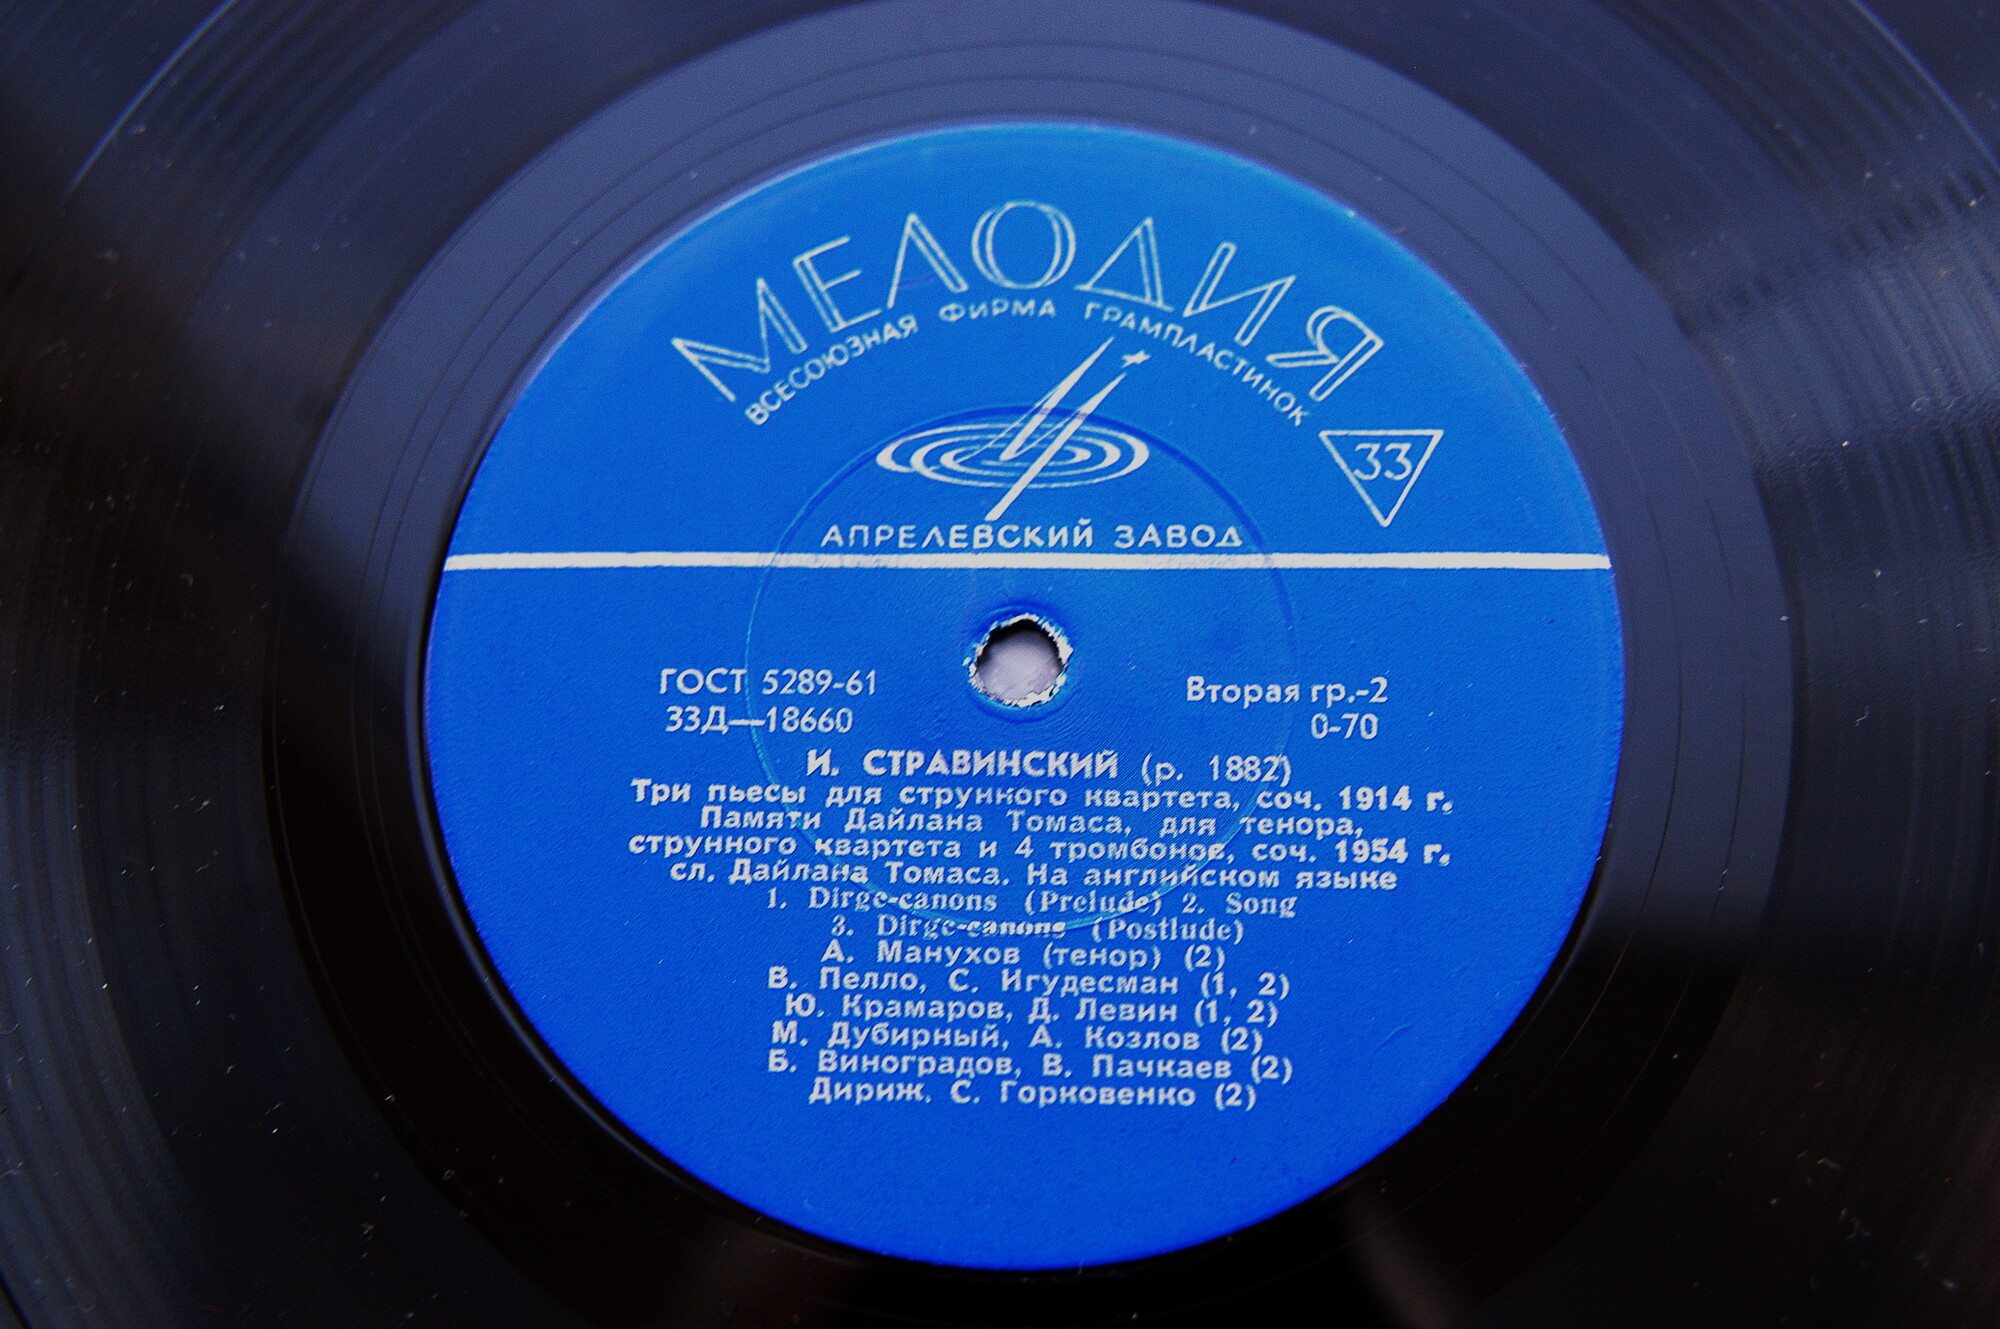 МЕЛОДИЯ
ВСЕСОЮЗНАЯ ФИРМА ГРАМПЛАСТИНОК
33
АПРЕЛЕВСКИЙ ЗАВОД
ГОСТ 5289-61
Вторая гр.-2
33Д—18660
0-70
И. СТРАВИНСКИЙ (р. 1882)
Три пьесы для струнного квартета, соч. 1914 г.
Памяти Дайлана Томаса, для тенора,
струнного квартета и 4 тромбонов, соч. 1954 г.
сл. Дайлана Томаса. На английском языке
1. Dirge-canons (Prelude) 2. Song
3. Dirge-canons (Postlude)
А. Манухов (тенор) (2)
В. Пелло, С. Игудесман (1, 2)
Ю. Крамаров, Д. Левин (1, 2)
М. Дубирный, А. Козлов (2)
Б. Виноградов, В. Пачкаев (2)
Дириж. С. Горковенко (2)